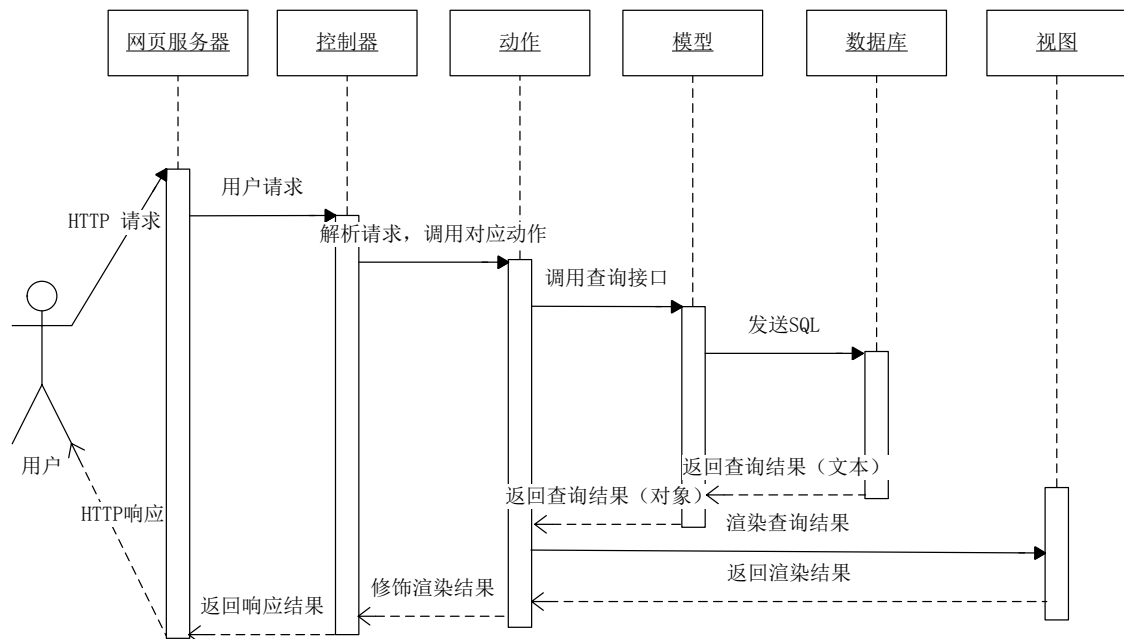 网页服务器
控制器
动作
模型
数据库
视图
用户请求
HTTP 请求
解析请求，调用对应动作
调用查询接口
发送SQL
用户
返回查询结果（文本）
返回查询结果（对象）
HTTP响应
渲染查询结果
返回渲染结果
修饰渲染结果
返回响应结果